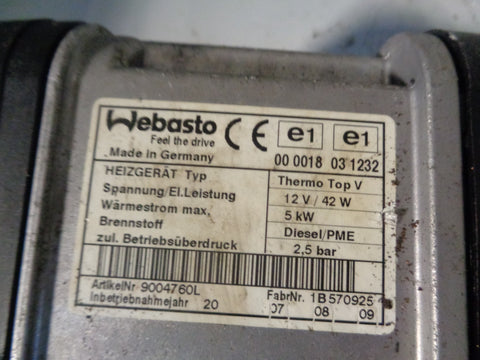 Webasto CE e1 e1
Feel the drive
Made in Germany 00 0018 03 1232
HEIZGERÄT Typ Thermo Top V
Spannung/El.Leistung 12 V / 42 W
Wärmestrom max. 5 kW
Brennstoff Diesel/PME
zul. Betriebsüberdruck 2,5 bar
ArtikelNr 9004760L FabrNr. 1B570925
Inbetriebnahmejahr 20 07 08 09